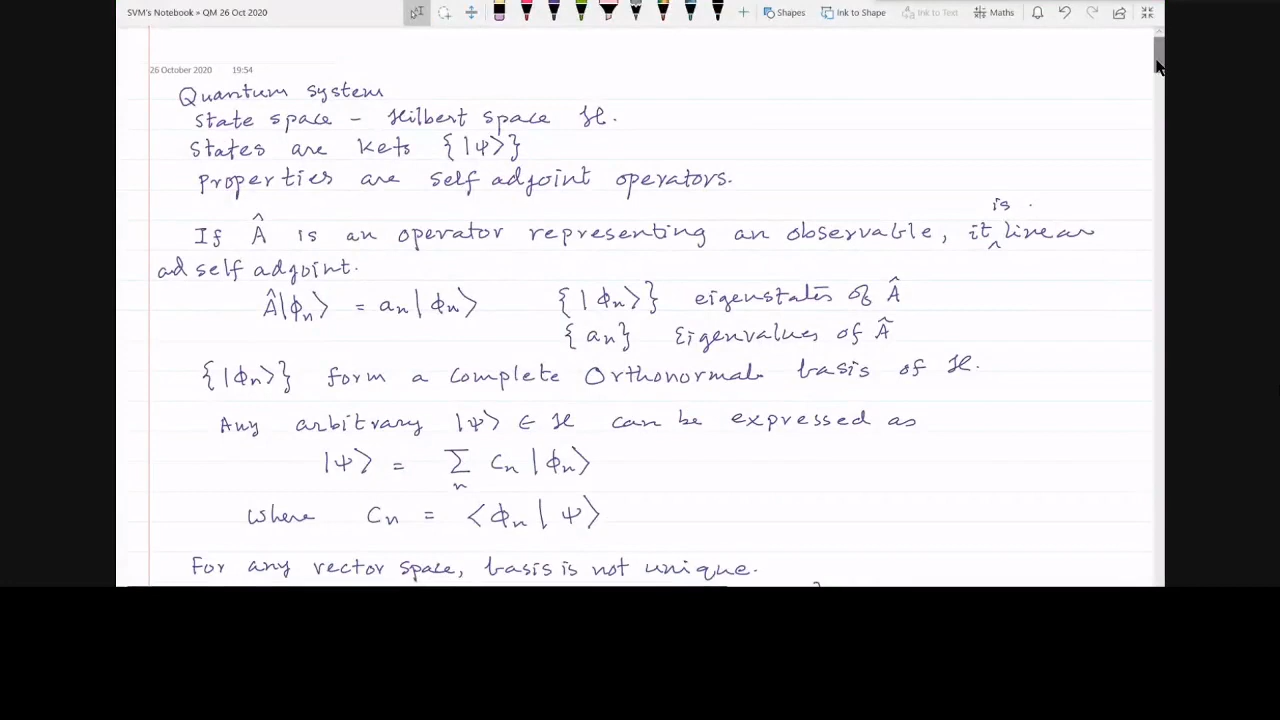 SVM's Notebook » QM 26 Oct 2020
Shapes Ink to Shape Ink to Text Maths
26 October 2020 19:54
Quantum system
State space - Hilbert space ℋ.
States are kets {|ψ⟩}
Properties are self adjoint operators.
is
If Â is an operator representing an observable, it ^ linear
ad self adjoint.
Â|ϕn⟩ = an|ϕn⟩ {|ϕn⟩} eigenstates of Â
{an} Eigenvalues of Â
{|ϕn⟩} form a complete Orthonormal basis of ℋ.
Any arbitrary |ψ⟩ ∈ ℋ can be expressed as
|ψ⟩ = Σn cn |ϕn⟩
where Cn = ⟨ϕn|ψ⟩
For any vector space, basis is not unique.